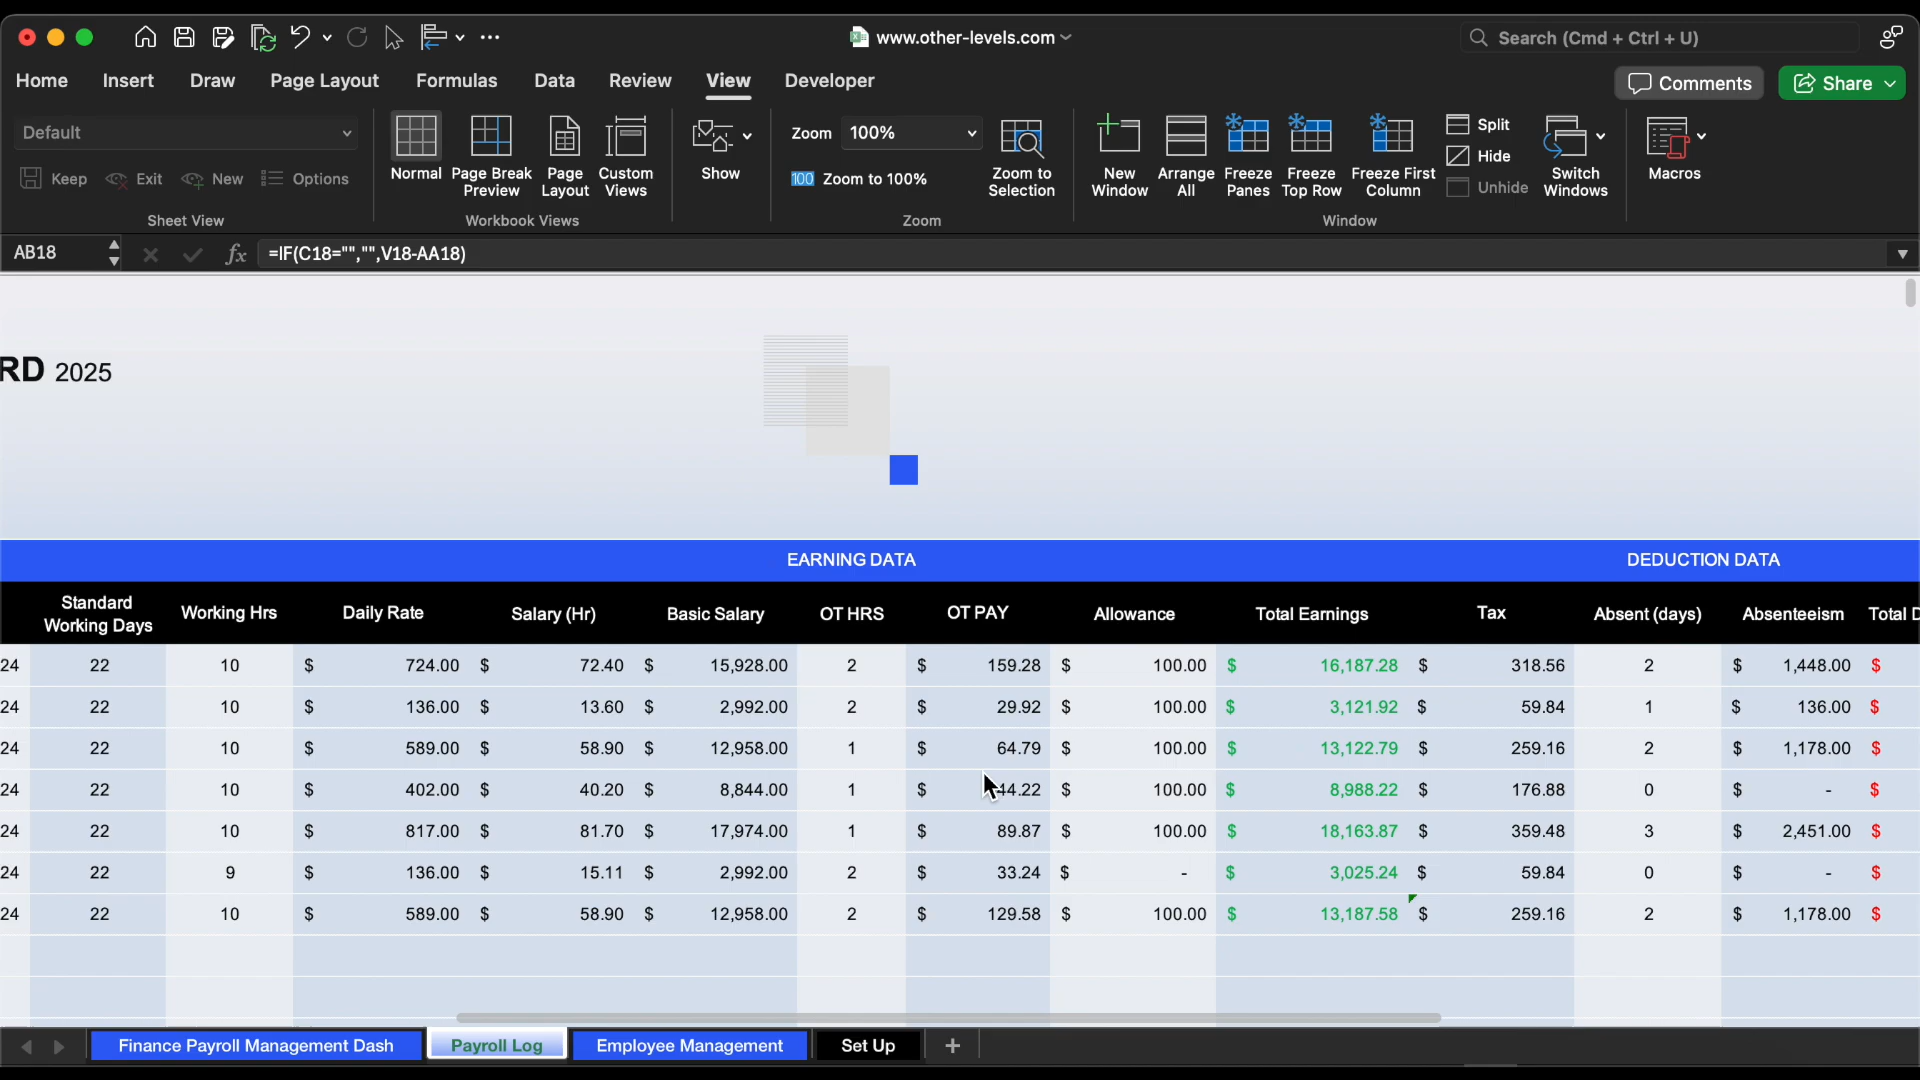 www.other-levels.com
Search (Cmd + Ctrl + U)
Home Insert Draw Page Layout Formulas Data Review View Developer
Comments Share
Default
Keep Exit New Options
Sheet View
Normal Page Break Preview Page Layout Custom Views
Workbook Views
Show
Zoom 100%
100 Zoom to 100%
Zoom to Selection
Zoom
New Window Arrange All Freeze Panes Freeze Top Row Freeze First Column
Split
Hide
Unhide
Switch Windows
Window
Macros
AB18 fx =IF(C18="","",V18-AA18)
RD 2025
EARNING DATA DEDUCTION DATA
Standard Working Days Working Hrs Daily Rate Salary (Hr) Basic Salary OT HRS OT PAY Allowance Total Earnings Tax Absent (days) Absenteeism Total D
24 22 10 $ 724.00 $ 72.40 $ 15,928.00 2 $ 159.28 $ 100.00 $ 16,187.28 $ 318.56 2 $ 1,448.00 $
24 22 10 $ 136.00 $ 13.60 $ 2,992.00 2 $ 29.92 $ 100.00 $ 3,121.92 $ 59.84 1 $ 136.00 $
24 22 10 $ 589.00 $ 58.90 $ 12,958.00 1 $ 64.79 $ 100.00 $ 13,122.79 $ 259.16 2 $ 1,178.00 $
24 22 10 $ 402.00 $ 40.20 $ 8,844.00 1 $ 44.22 $ 100.00 $ 8,988.22 $ 176.88 0 $ - $
24 22 10 $ 817.00 $ 81.70 $ 17,974.00 1 $ 89.87 $ 100.00 $ 18,163.87 $ 359.48 3 $ 2,451.00 $
24 22 9 $ 136.00 $ 15.11 $ 2,992.00 2 $ 33.24 $ - $ 3,025.24 $ 59.84 0 $ - $
24 22 10 $ 589.00 $ 58.90 $ 12,958.00 2 $ 129.58 $ 100.00 $ 13,187.58 $ 259.16 2 $ 1,178.00 $
Finance Payroll Management Dash Payroll Log Employee Management Set Up +